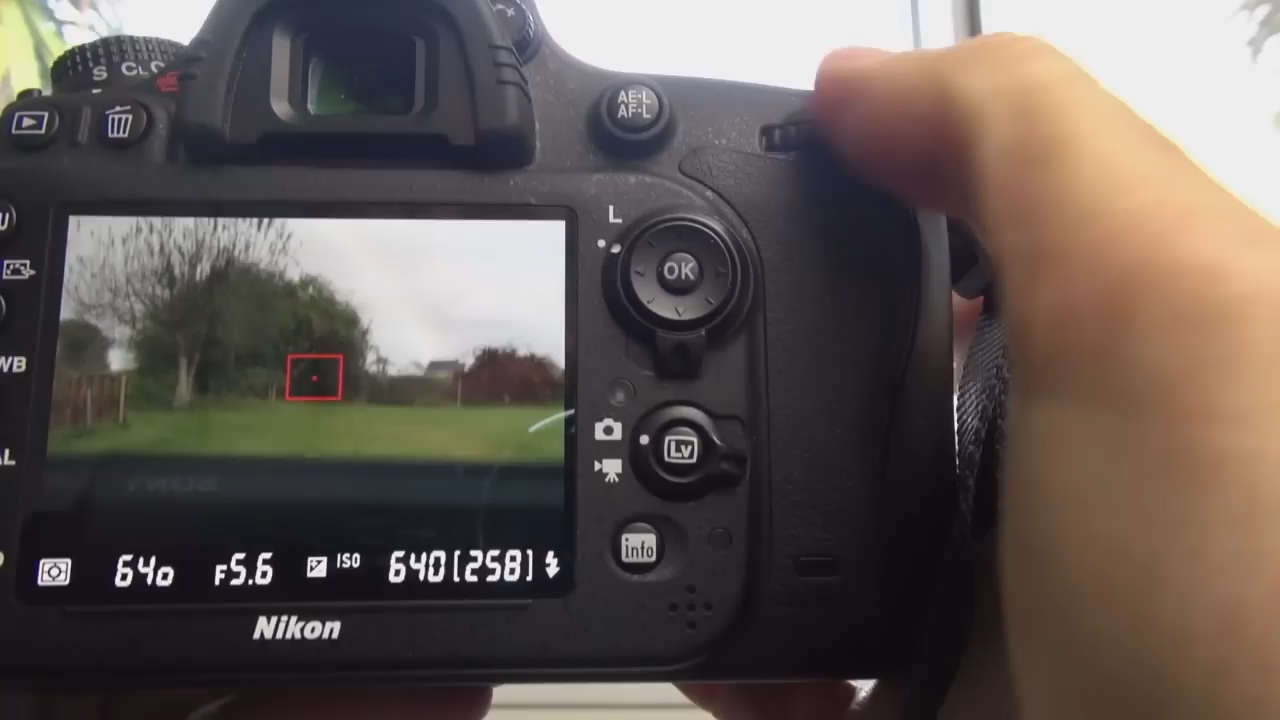 S CL
AE-L
AF-L
L
OK
WB
Lv
info
640 F5.6 ISO 640[258]
Nikon